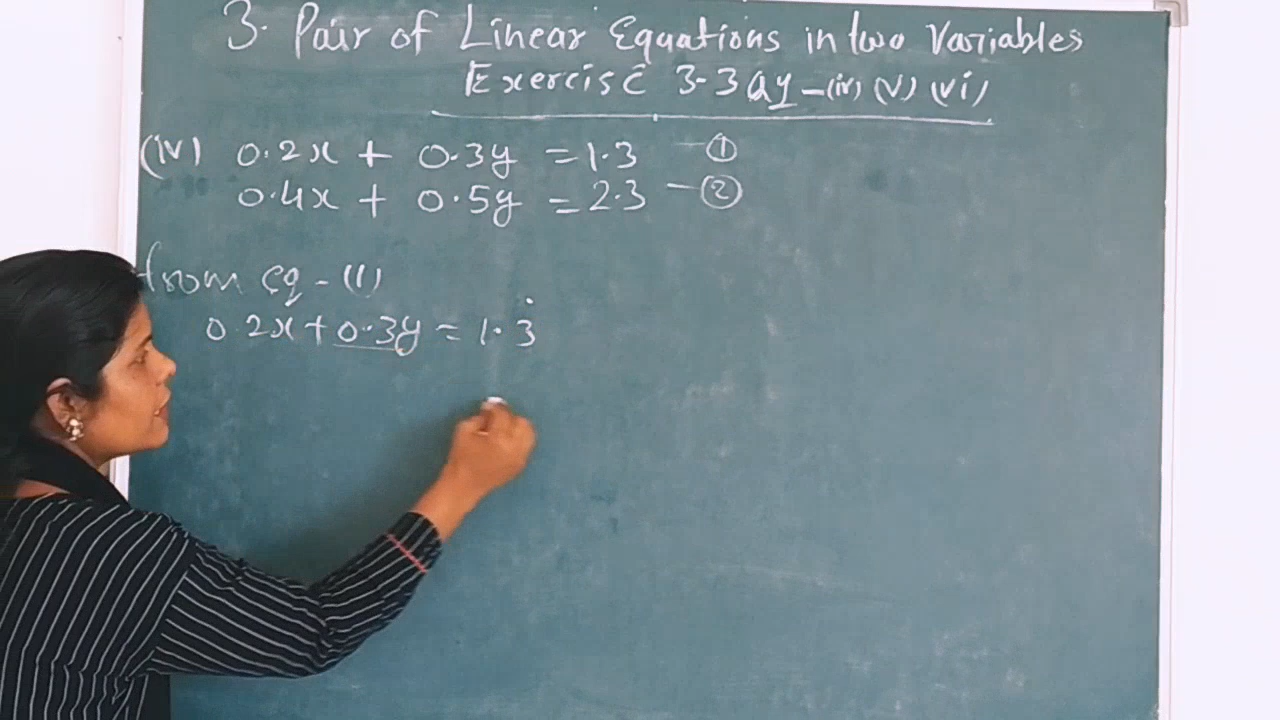 3. Pair of Linear Equations in two Variables
Exercise 3.3 Qy - (iv) (v) (vi)
(iv) 0.2x + 0.3y = 1.3 — ①
0.4x + 0.5y = 2.3 — ②
from eq - (1)
0.2x + 0.3y = 1.3